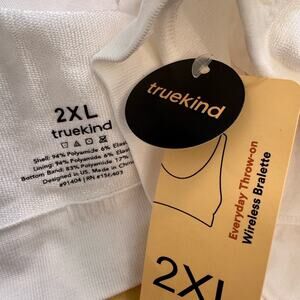 2XL
truekind
Shell: 94% Polyamide 6% Elast
Lining: 94% Polyamide 6% Elast
Bottom Band: 83% Polyamide 17%
Designed in US. Made in China
#91404 | RN #156403
truekind
Everyday Throw-on
Wireless Bralette
2XL